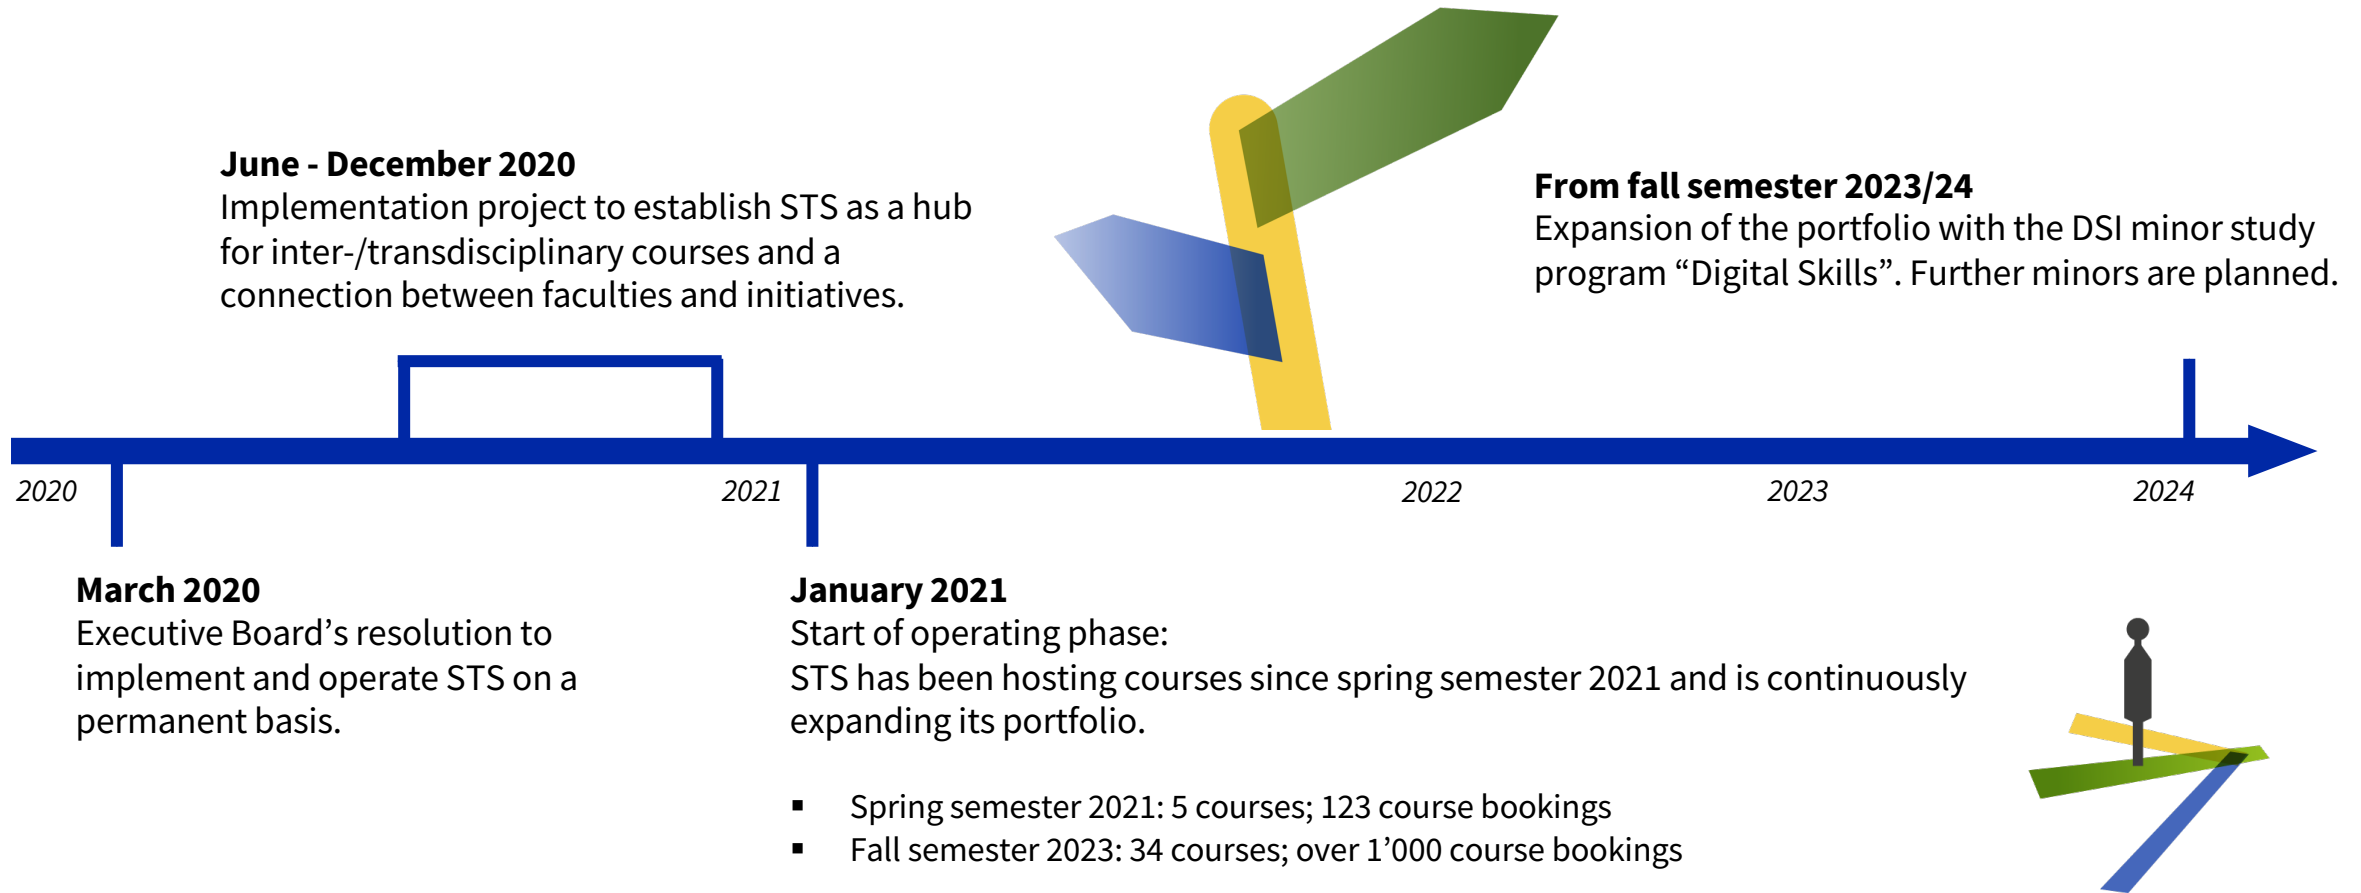 June - December 2020
Implementation project to establish STS as a hub
for inter-/transdisciplinary courses and a
connection between faculties and initiatives.
From fall semester 2023/24
Expansion of the portfolio with the DSI minor study
program “Digital Skills”. Further minors are planned.
2020
2021
2022
2023
2024
March 2020
Executive Board’s resolution to
implement and operate STS on a
permanent basis.
January 2021
Start of operating phase:
STS has been hosting courses since spring semester 2021 and is continuously
expanding its portfolio.
▪ Spring semester 2021: 5 courses; 123 course bookings
▪ Fall semester 2023: 34 courses; over 1’000 course bookings